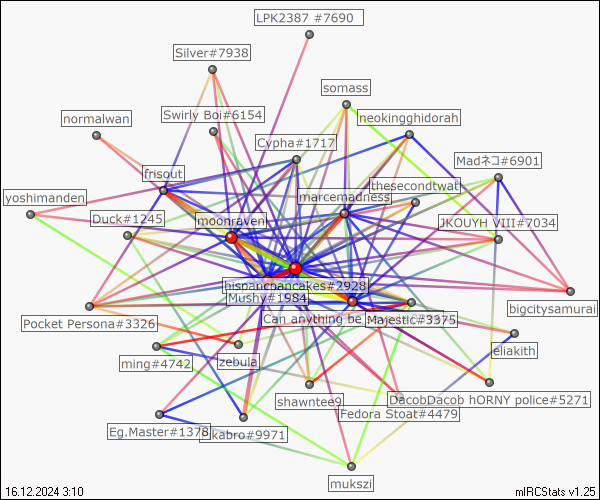 LPK2387 #7690
Silver#7938
somass
Swirly Boi#6154
neokingghidorah
normalwan
Cypha#1717
Madネコ#6901
frisout
thesecondtwat
yoshimanden
marcemadness
Duck#1245
moonraven
JKOUYH VIII#7034
hispanchancakes#2928
Mushy#1984
bigcitysamurai
Pocket Persona#3326
Can anything be
Majestic#3375
ming#4742
zebula
eliakith
shawntee9
DacobDacob hORNY police#5271
Fedora Stoat#4479
Eg.Master#1378
kabro#9971
mukszi
16.12.2024 3:10
mIRCStats v1.25